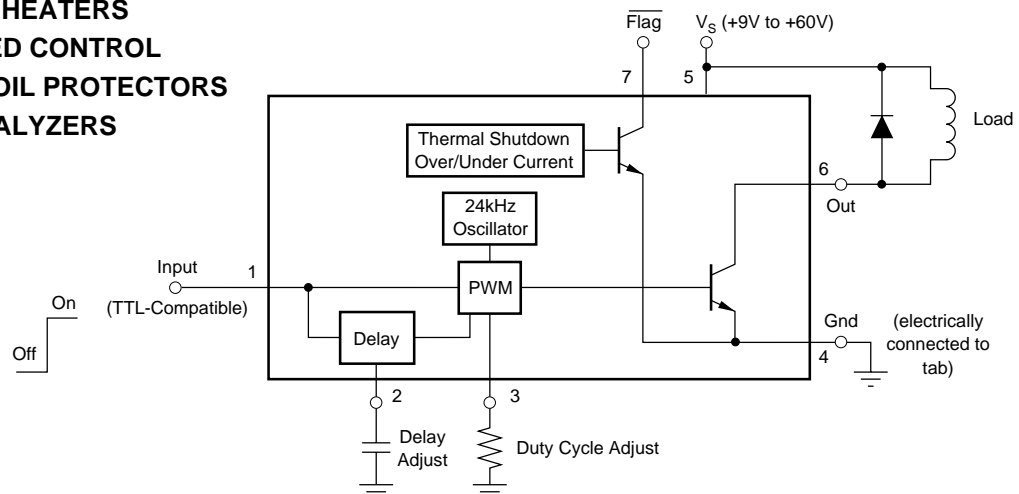 HEATERS
ED CONTROL
OIL PROTECTORS
ALYZERS
Flag
VS (+9V to +60V)
7
5
Thermal Shutdown
Over/Under Current
Load
6
Out
24kHz
Oscillator
Input
1
(TTL-Compatible)
PWM
On
Off
Delay
Gnd
4
(electrically
connected to
tab)
2
3
Delay
Adjust
Duty Cycle Adjust